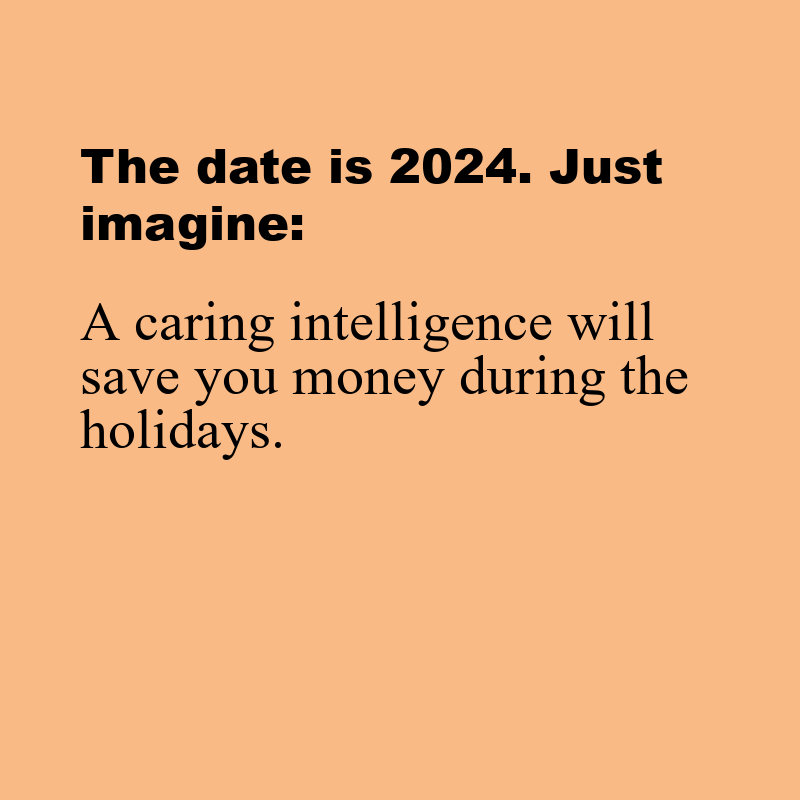 The date is 2024. Just
imagine:
A caring intelligence will
save you money during the
holidays.